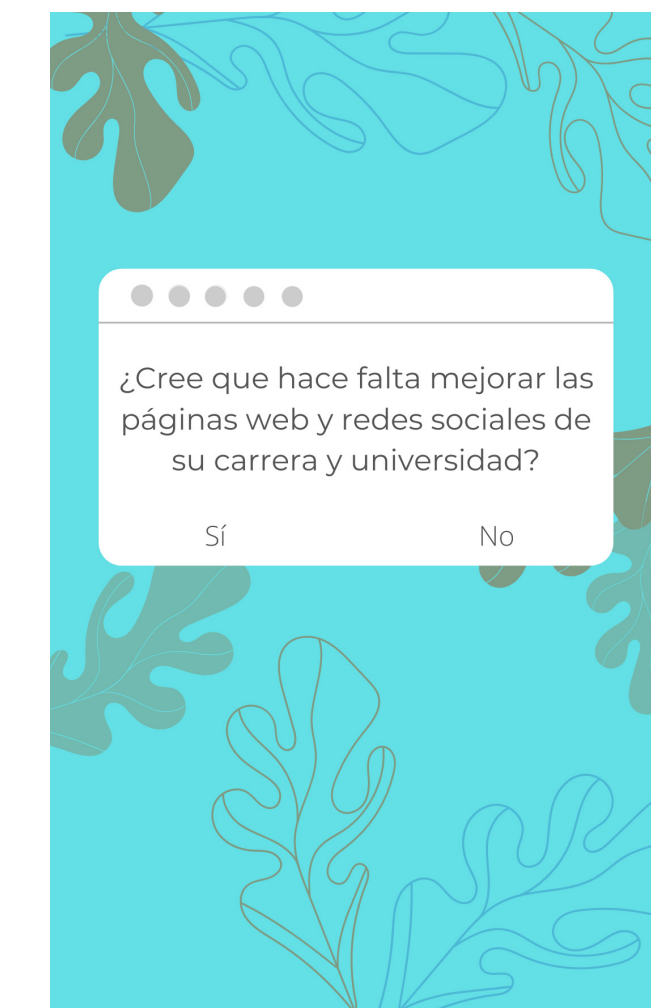 ¿Cree que hace falta mejorar las
páginas web y redes sociales de
su carrera y universidad?
Sí No